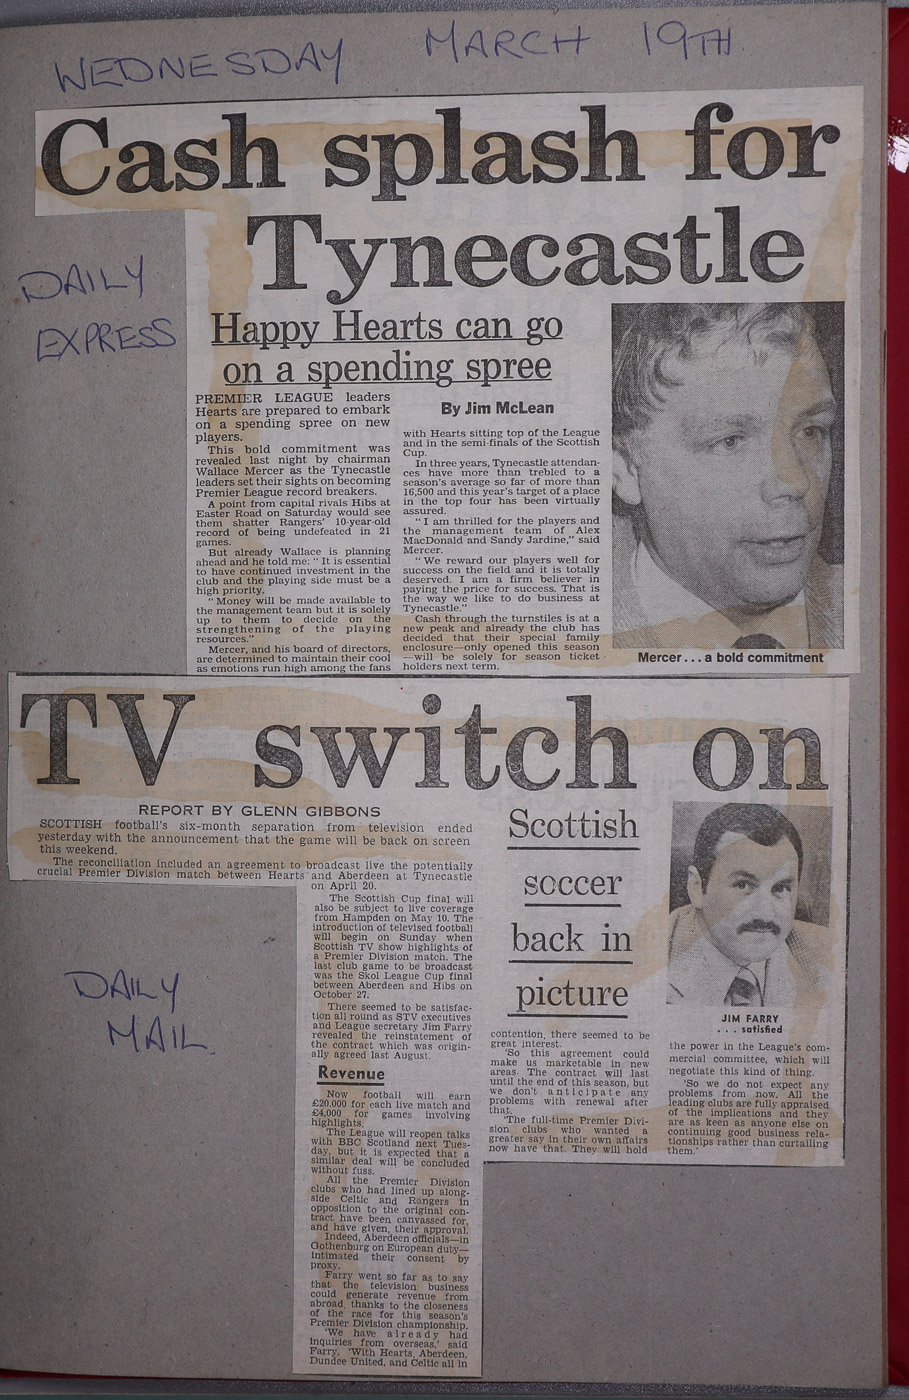 WEDNESDAY MARCH 19TH
Cash splash for
Tynecastle
DAILY
EXPRESS
Happy Hearts can go
on a spending spree
PREMIER LEAGUE leaders
Hearts are prepared to embark
on a spending spree on new
players.
This bold commitment was
revealed last night by chairman
Wallace Mercer as the Tynecastle
leaders set their sights on becoming
Premier League record breakers.
A point from capital rivals Hibs at
Easter Road on Saturday would see
them shatter Rangers' 10-year-old
record of being undefeated in 21
games.
But already Wallace is planning
ahead and he told me: "It is essential
to have continued investment in the
club and the playing side must be a
high priority.
"Money will be made available to
the management team but it is solely
up to them to decide on the
strengthening of the playing
resources."
Mercer, and his board of directors,
are determined to maintain their cool
as emotions run high among the fans
By Jim McLean
with Hearts sitting top of the League
and in the semi-finals of the Scottish
Cup.
In three years, Tynecastle attendan-
ces have more than trebled to a
season's average so far of more than
16,500 and this year's target of a place
in the top four has been virtually
assured.
"I am thrilled for the players and
the management team of Alex
MacDonald and Sandy Jardine," said
Mercer.
"We reward our players well for
success on the field and it is totally
deserved. I am a firm believer in
paying the price for success. That is
the way we like to do business at
Tynecastle."
Cash through the turnstiles is at a
new peak and already the club has
decided that their special family
enclosure—only opened this season
—will be solely for season ticket
holders next term.
Mercer...a bold commitment
TV switch on
REPORT BY GLENN GIBBONS
SCOTTISH football's six-month separation from television ended
yesterday with the announcement that the game will be back on screen
this weekend.
The reconciliation included an agreement to broadcast live the potentially
crucial Premier Division match between Hearts and Aberdeen at Tynecastle
on April 20.
The Scottish Cup final will
also be subject to live coverage
from Hampden on May 10. The
introduction of televised football
will begin on Sunday when
Scottish TV show highlights of
a Premier Division match. The
last club game to be broadcast
was the Skol League Cup final
between Aberdeen and Hibs on
October 27.
There seemed to be satisfac-
tion all round as STV executives
and League secretary Jim Farry
revealed the reinstatement of
the contract which was origin-
ally agreed last August.
Revenue
Now football will earn
£20,000 for each live match and
£4,000 for games involving
highlights.
The League will reopen talks
with BBC Scotland next Tues-
day, but it is expected that a
similar deal will be concluded
without fuss.
All the Premier Division
clubs who had lined up along-
side Celtic and Rangers in
opposition to the original con-
tract have been canvassed for,
and have given, their approval.
Indeed, Aberdeen officials—in
Gothenburg on European duty—
intimated their consent by
proxy.
Farry went so far as to say
that the television business
could generate revenue from
abroad, thanks to the closeness
of the race for this season's
Premier Division championship.
'We have already had
inquiries from overseas,' said
Farry. 'With Hearts, Aberdeen,
Dundee United, and Celtic all in
DAILY
MAIL
Scottish
soccer
back in
picture
contention, there seemed to be
great interest.
'So this agreement could
make us marketable in new
areas. The contract will last
until the end of this season, but
we don't anticipate any
problems with renewal after
that.
'The full-time Premier Divi-
sion clubs who wanted a
greater say in their own affairs
now have that. They will hold
JIM FARRY
. . . satisfied
the power in the League's com-
mercial committee, which will
negotiate this kind of thing.
'So we do not expect any
problems from now. All the
leading clubs are fully appraised
of the implications and they
are as keen as anyone else on
continuing good business rela-
tionships rather than curtailing
them.'